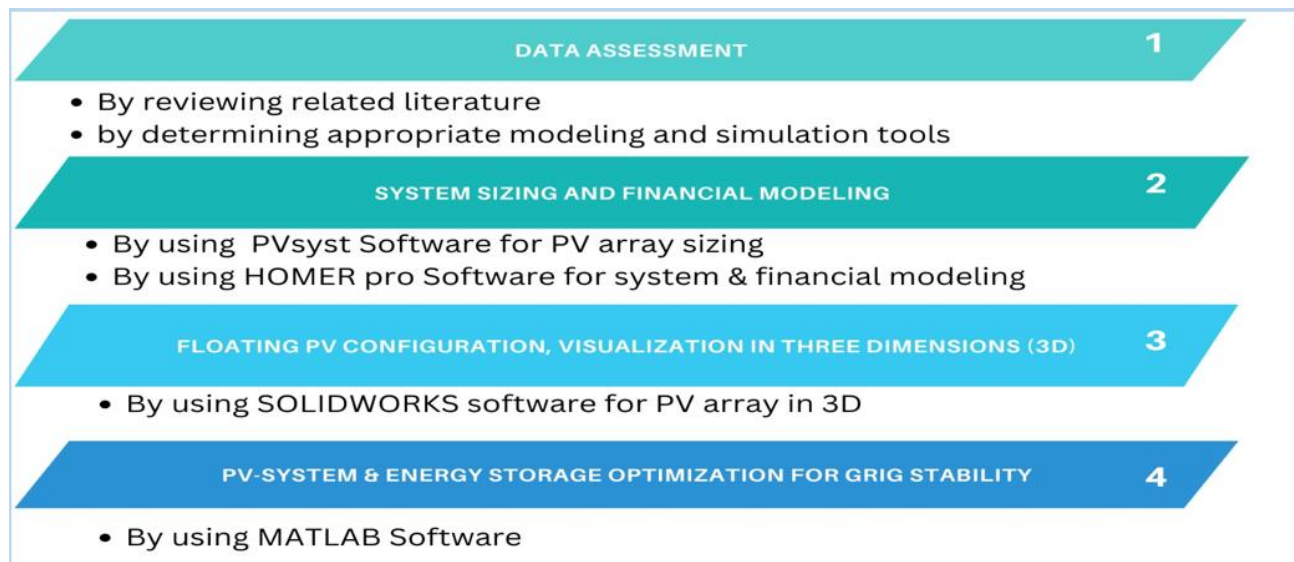 DATA ASSESSMENT 1
• By reviewing related literature
• by determining appropriate modeling and simulation tools
SYSTEM SIZING AND FINANCIAL MODELING 2
• By using PVsyst Software for PV array sizing
• By using HOMER pro Software for system & financial modeling
FLOATING PV CONFIGURATION, VISUALIZATION IN THREE DIMENSIONS (3D) 3
• By using SOLIDWORKS software for PV array in 3D
PV-SYSTEM & ENERGY STORAGE OPTIMIZATION FOR GRIG STABILITY 4
• By using MATLAB Software